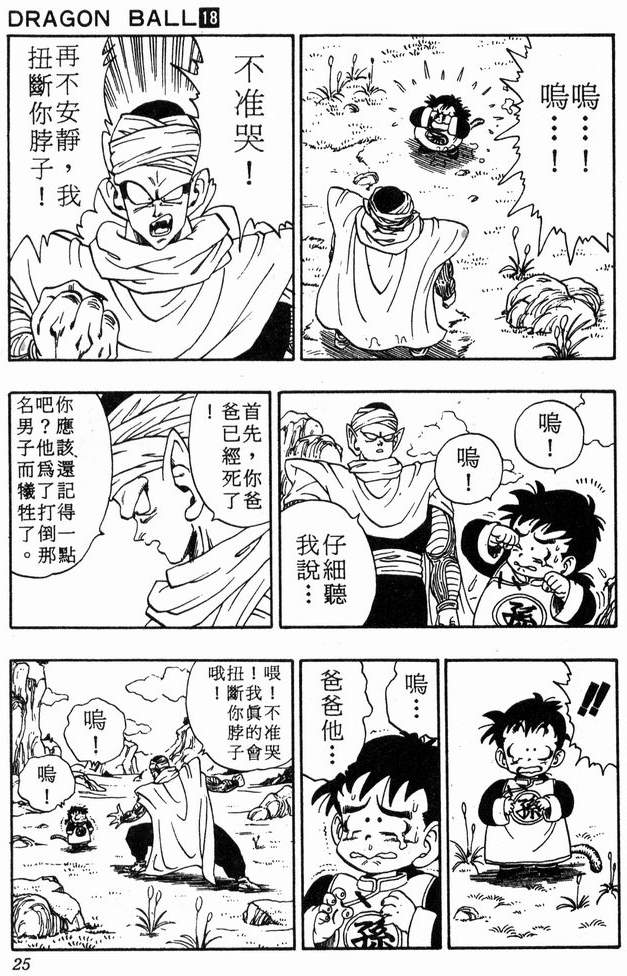 DRAGON BALL 18
嗚…！
嗚…！
不准哭！
再不安靜，我
扭斷你脖子！
嗚！
嗚！
仔細聽
我說…
首先，你爸
爸已經死了
！
你應該還記得一點
吧？他為了打倒那
名男子而犧牲了。
孫
!!
孫
嗚…
爸爸他…
孫
喂！不准哭
！我真的會
扭斷你脖子
哦！
嗚！
嗚！
25